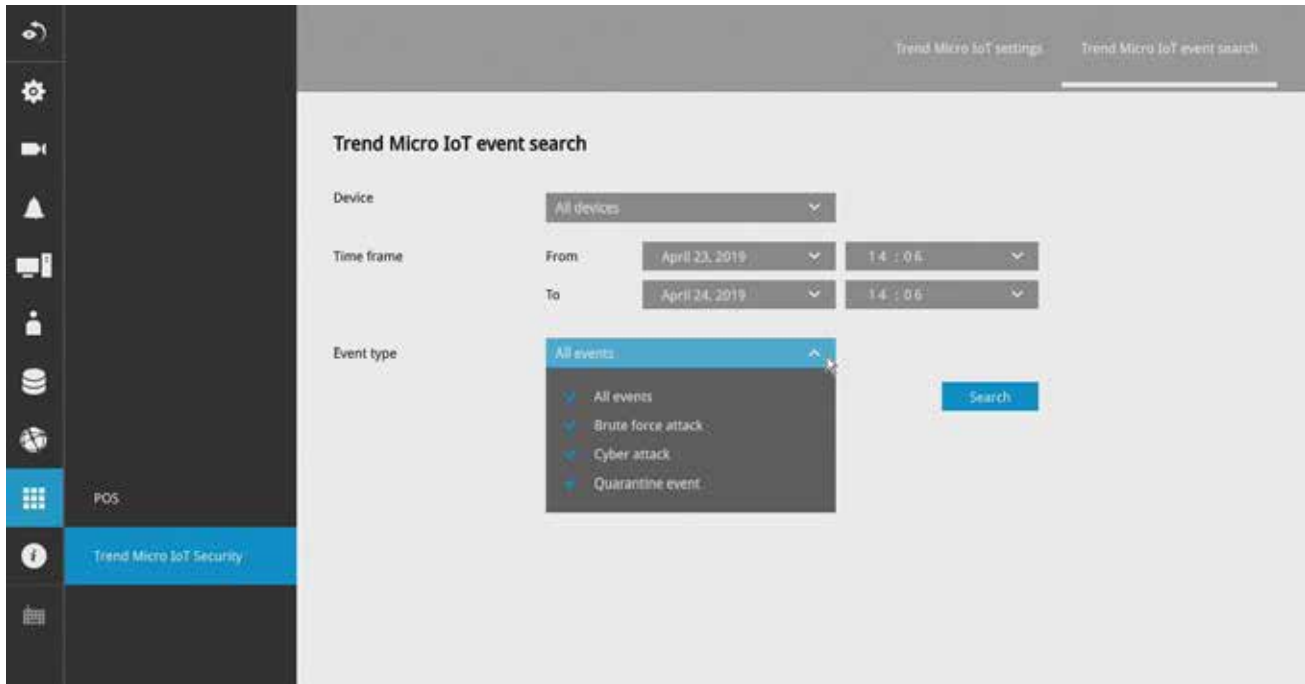 Trend Micro IoT settings
Trend Micro IoT event search
Trend Micro IoT event search
Device
All devices
Time frame
From
April 23, 2019
14 : 06
To
April 24, 2019
14 : 06
Event type
All events
All events
Brute force attack
Cyber attack
Quarantine event
Search
POS
Trend Micro IoT Security